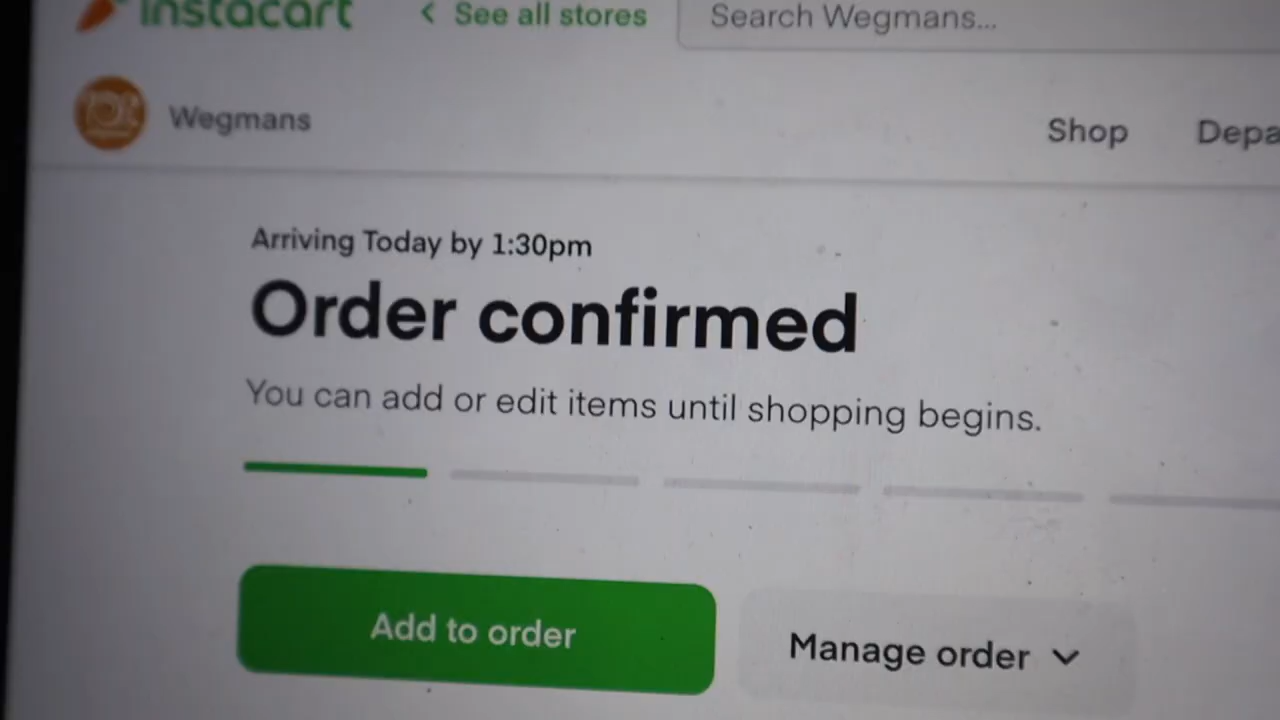 instacart
See all stores
Search Wegmans...
Wegmans
Shop
Depa
Arriving Today by 1:30pm
Order confirmed
You can add or edit items until shopping begins.
Add to order
Manage order